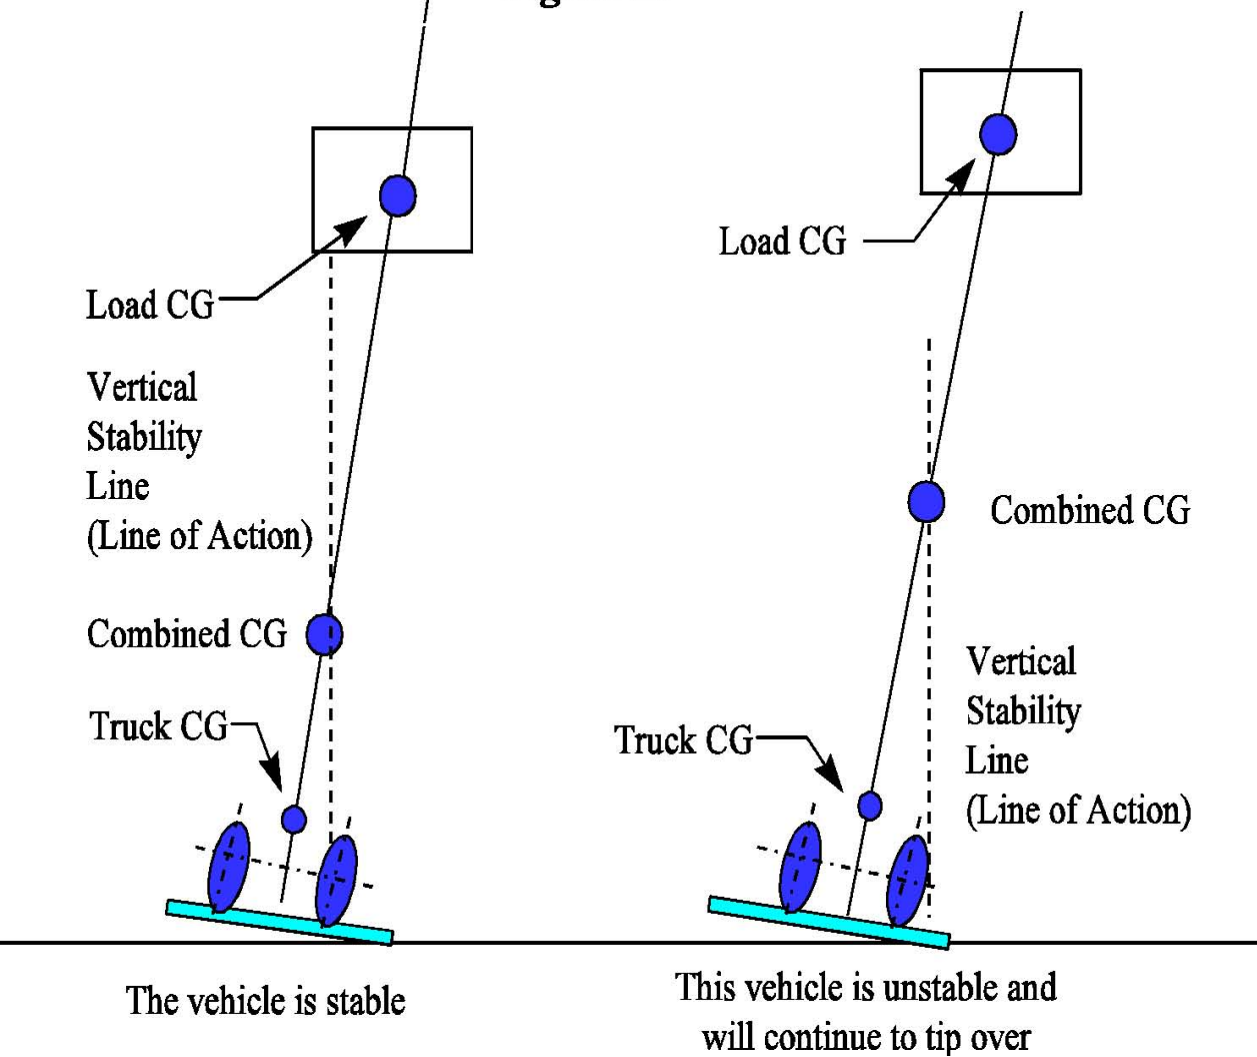 g
Load CG
Vertical
Stability
Line
(Line of Action)
Combined CG
Truck CG
The vehicle is stable
Load CG
Combined CG
Vertical
Stability
Line
(Line of Action)
Truck CG
This vehicle is unstable and
will continue to tip over